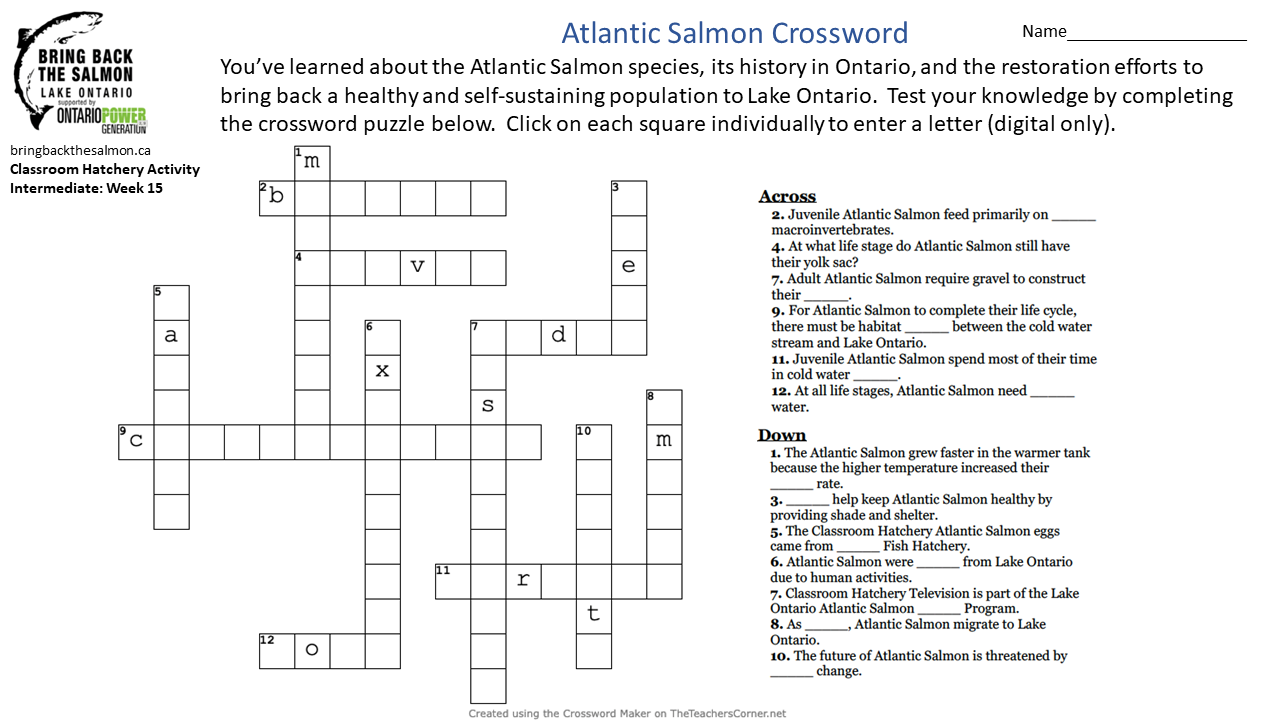 BRING BACK
THE SALMON
LAKE ONTARIO
supported by
ONTARIOPOWER
GENERATION
bringbackthesalmon.ca
Classroom Hatchery Activity
Intermediate: Week 15
Atlantic Salmon Crossword
Name__________________
You’ve learned about the Atlantic Salmon species, its history in Ontario, and the restoration efforts to
bring back a healthy and self-sustaining population to Lake Ontario. Test your knowledge by completing
the crossword puzzle below. Click on each square individually to enter a letter (digital only).
1 m
2 b 3
4 v e
5
a 6 7 d
x
s 8
9 c 10 m
11 r
t
12 o
Across
2. Juvenile Atlantic Salmon feed primarily on ______
macroinvertebrates.
4. At what life stage do Atlantic Salmon still have
their yolk sac?
7. Adult Atlantic Salmon require gravel to construct
their ______.
9. For Atlantic Salmon to complete their life cycle,
there must be habitat ______ between the cold water
stream and Lake Ontario.
11. Juvenile Atlantic Salmon spend most of their time
in cold water ______.
12. At all life stages, Atlantic Salmon need ______
water.
Down
1. The Atlantic Salmon grew faster in the warmer tank
because the higher temperature increased their
______ rate.
3. ______ help keep Atlantic Salmon healthy by
providing shade and shelter.
5. The Classroom Hatchery Atlantic Salmon eggs
came from ______ Fish Hatchery.
6. Atlantic Salmon were ______ from Lake Ontario
due to human activities.
7. Classroom Hatchery Television is part of the Lake
Ontario Atlantic Salmon ______ Program.
8. As ______, Atlantic Salmon migrate to Lake
Ontario.
10. The future of Atlantic Salmon is threatened by
______ change.
Created using the Crossword Maker on TheTeachersCorner.net